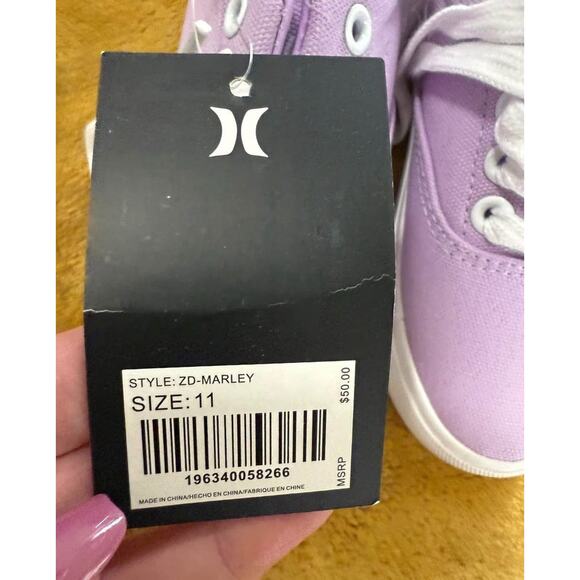 STYLE: ZD-MARLEY
SIZE: 11
196340058266
MADE IN CHINA/HECHO EN CHINA/FABRIQUE EN CHINE
MSRP $50.00